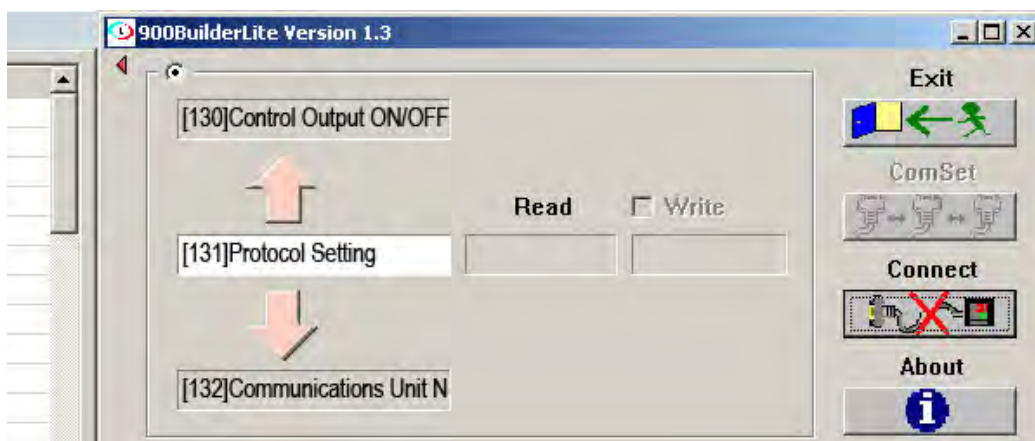 900BuilderLite Version 1.3
Exit
[130]Control Output ON/OFF
ComSet
Read
Write
[131]Protocol Setting
Connect
About
[132]Communications Unit N